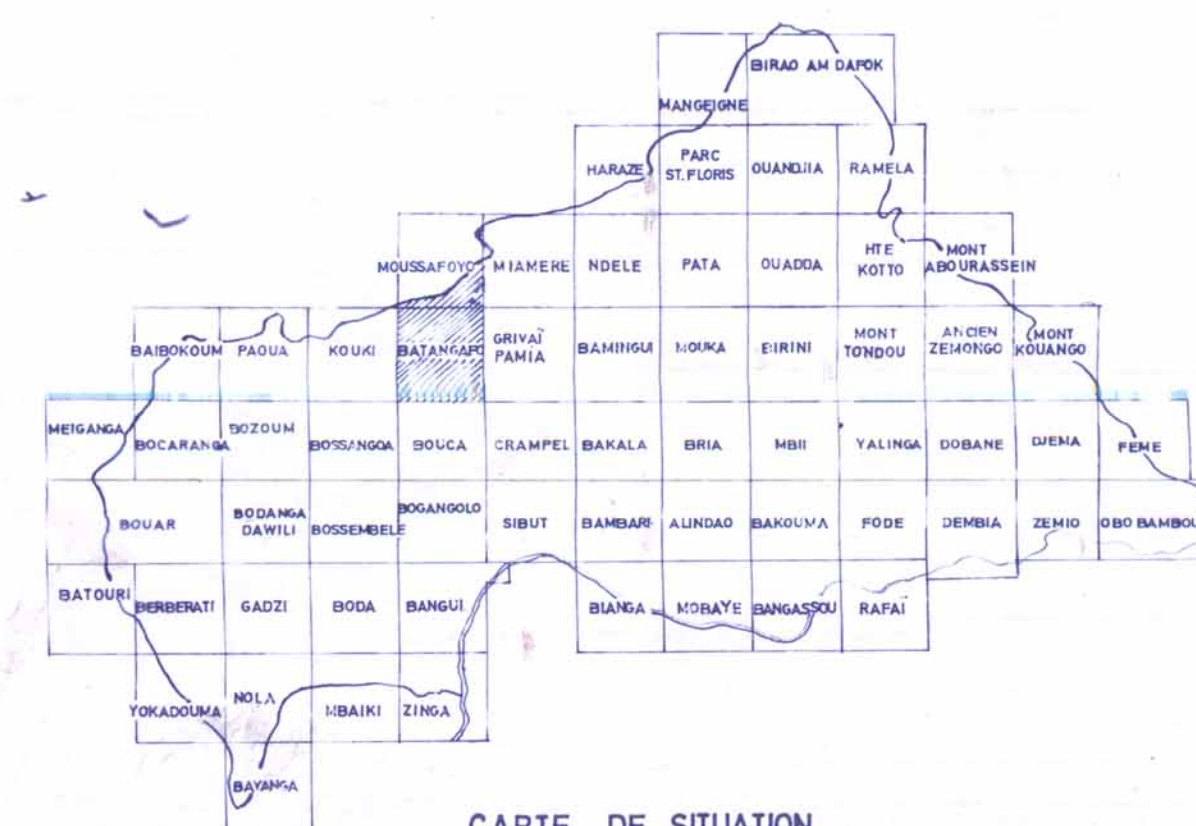 BIRAO AM DAFOK
MANGEIGNE
HARAZE
PARC
ST. FLORIS
OUANDJIA
RAMELA
MOUSSAFOYO
MIAMERE
NDELE
PATA
OUADDA
HTE
KOTTO
MONT
ABOURASSEIN
BAIBOKOUM
PAOUA
KOUKI
BATANGAFO
GRIVAÏ
PAMIA
BAMINGUI
MOUKA
BIRINI
MONT
TONDOU
ANCIEN
ZEMONGO
MONT
KOUANGO
MEIGANGA
BOCARANGA
BOZOUM
BOSSANGOA
BOUCA
CRAMPEL
BAKALA
BRIA
MBII
YALINGA
DOBANE
DJEMA
FEME
BOUAR
BODANGA
DAWILI
BOSSEMBELE
BOGANGOLO
SIBUT
BAMBARI
ALINDAO
BAKOUMA
FODE
DEMBIA
ZEMIO
OBO BAMBOU
BATOURI
BERBERATI
GADZI
BODA
BANGUI
BIANGA
MOBAYE
BANGASSOU
RAFAI
YOKADOUMA
NOLA
MBAIKI
ZINGA
BAYANGA
CARTE DE SITUATION